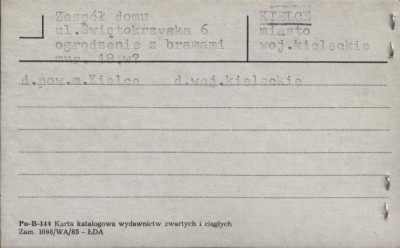 Zespół domu
ul.Świętokrzyska 6
ogrodzenie z bramami
mur. 18.w?
KIELCE
miasto
woj.kieleckie
d.pow.m.Kielce d.woj.kieleckie
Pu-B-144 Karta katalogowa wydawnictw zwartych i ciągłych
Zam. 1098/WA/85 - ŁDA